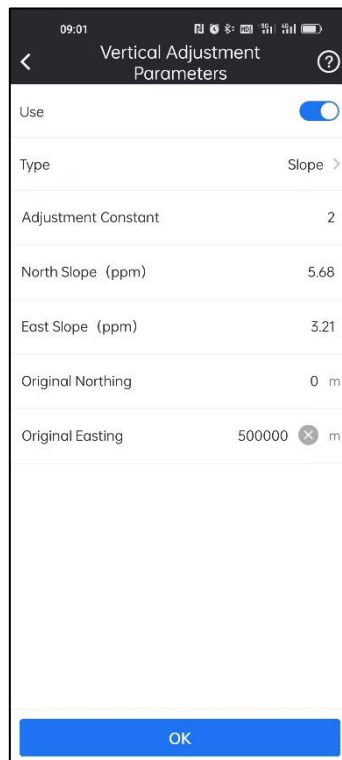 09:01
Vertical Adjustment
Parameters
Use
Type Slope
Adjustment Constant 2
North Slope (ppm) 5.68
East Slope (ppm) 3.21
Original Northing 0 m
Original Easting 500000 m
OK